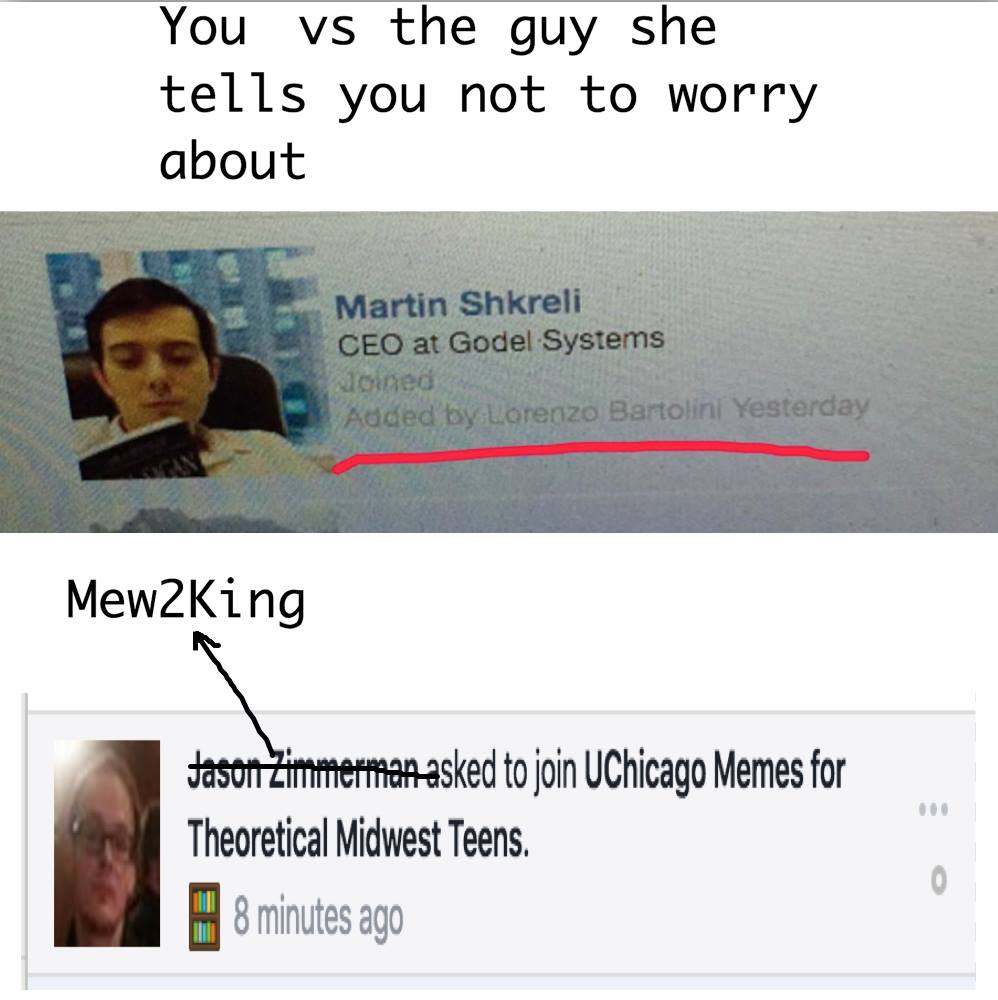 You vs the guy she
tells you not to worry
about
Martin Shkreli
CEO at Godel Systems
Joined
Added by Lorenzo Bartolini Yesterday
Mew2King
Jason Zimmerman asked to join UChicago Memes for
Theoretical Midwest Teens.
8 minutes ago